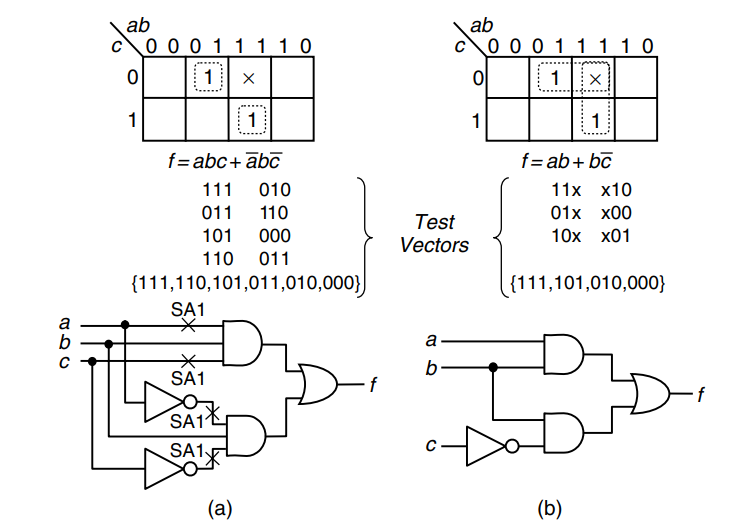 ab
c 0 0 0 1 1 1 1 0
0 1 ×
1 1
f = abc + a̅bc̅
111 010
011 110
101 000
110 011
{111,110,101,011,010,000}
ab
c 0 0 0 1 1 1 1 0
0 1 ×
1 1
f = ab + bc̅
11x x10
01x x00
10x x01
{111,101,010,000}
Test
Vectors
SA1
a
b
c
SA1
SA1
SA1
f
(a)
a
b
c
f
(b)